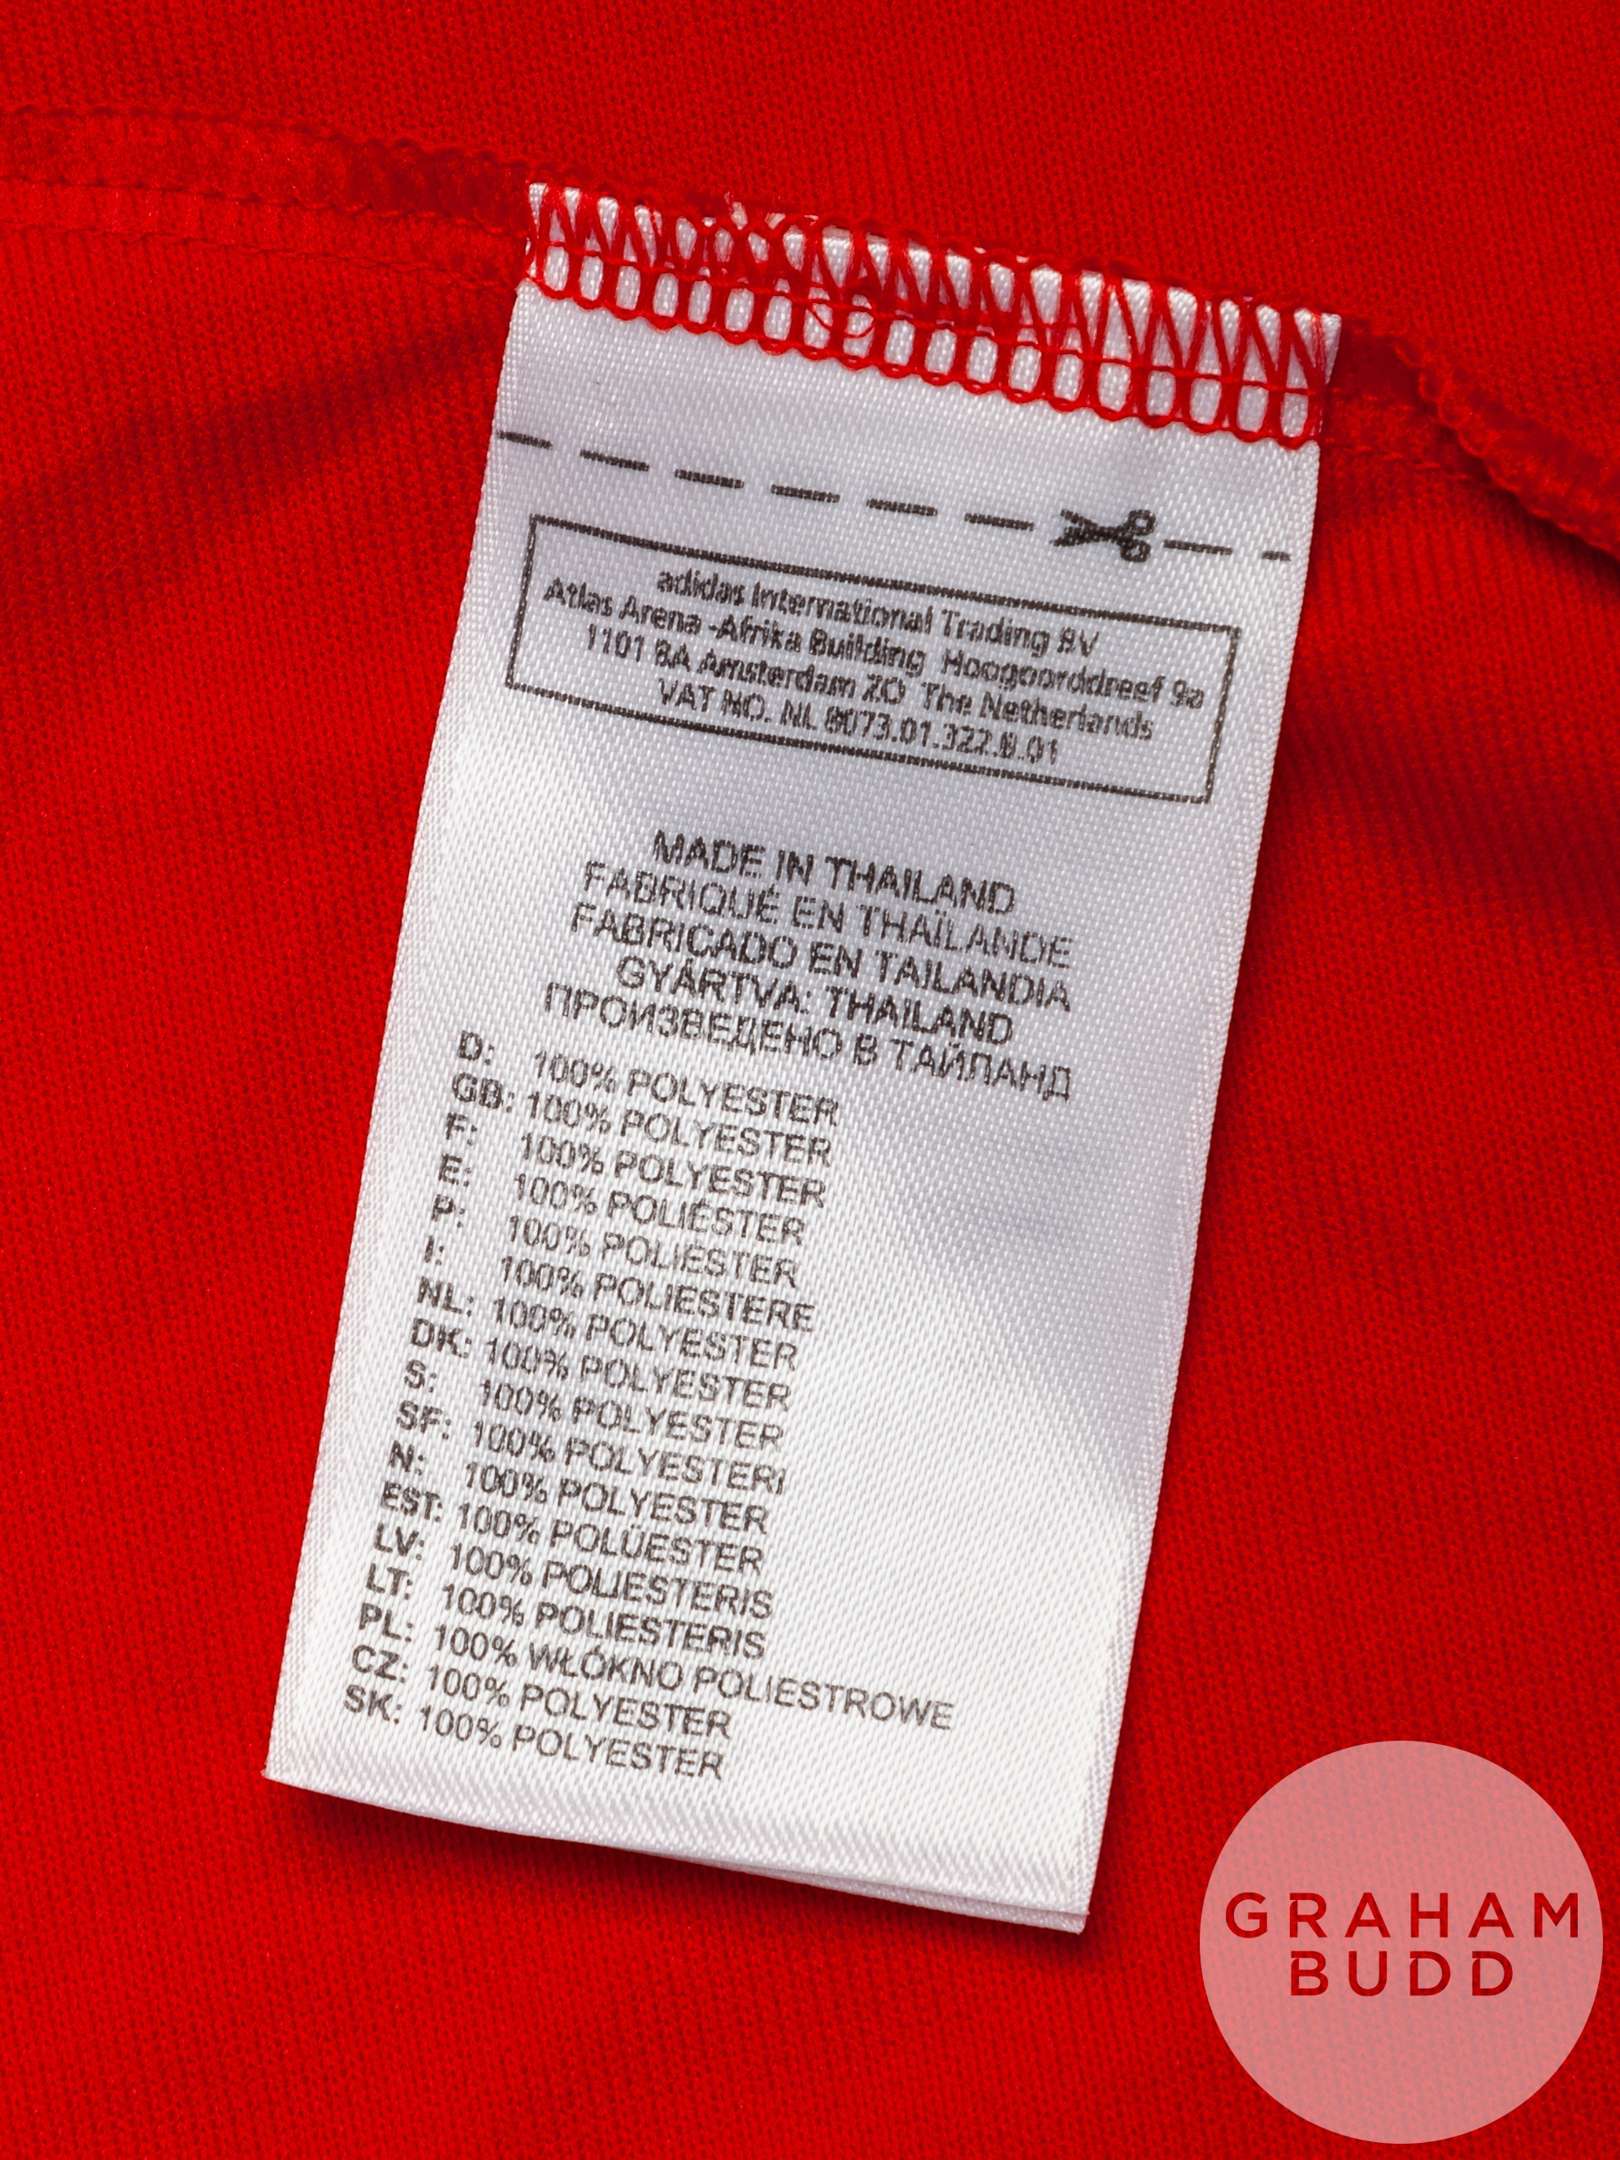 adidas International Trading BV
Atlas Arena -Afrika Building Hoogoorddreef 9a
1101 BA Amsterdam ZO The Netherlands
VAT NO. NL 8073.01.322.B.01
MADE IN THAILAND
FABRIQUÉ EN THAÏLANDE
FABRICADO EN TAILANDIA
GYÁRTVA: THAILAND
ПРОИЗВЕДЕНО В ТАЙЛАНД
D: 100% POLYESTER
GB: 100% POLYESTER
F: 100% POLYESTER
E: 100% POLIÉSTER
P: 100% POLIÉSTER
I: 100% POLIESTERE
NL: 100% POLYESTER
DK: 100% POLYESTER
S: 100% POLYESTER
SF: 100% POLYESTERI
N: 100% POLYESTER
EST: 100% POLÜESTER
LV: 100% POLIESTERIS
LT: 100% POLIESTERIS
PL: 100% WŁÓKNO POLIESTROWE
CZ: 100% POLYESTER
SK: 100% POLYESTER
GRAHAM
BUDD